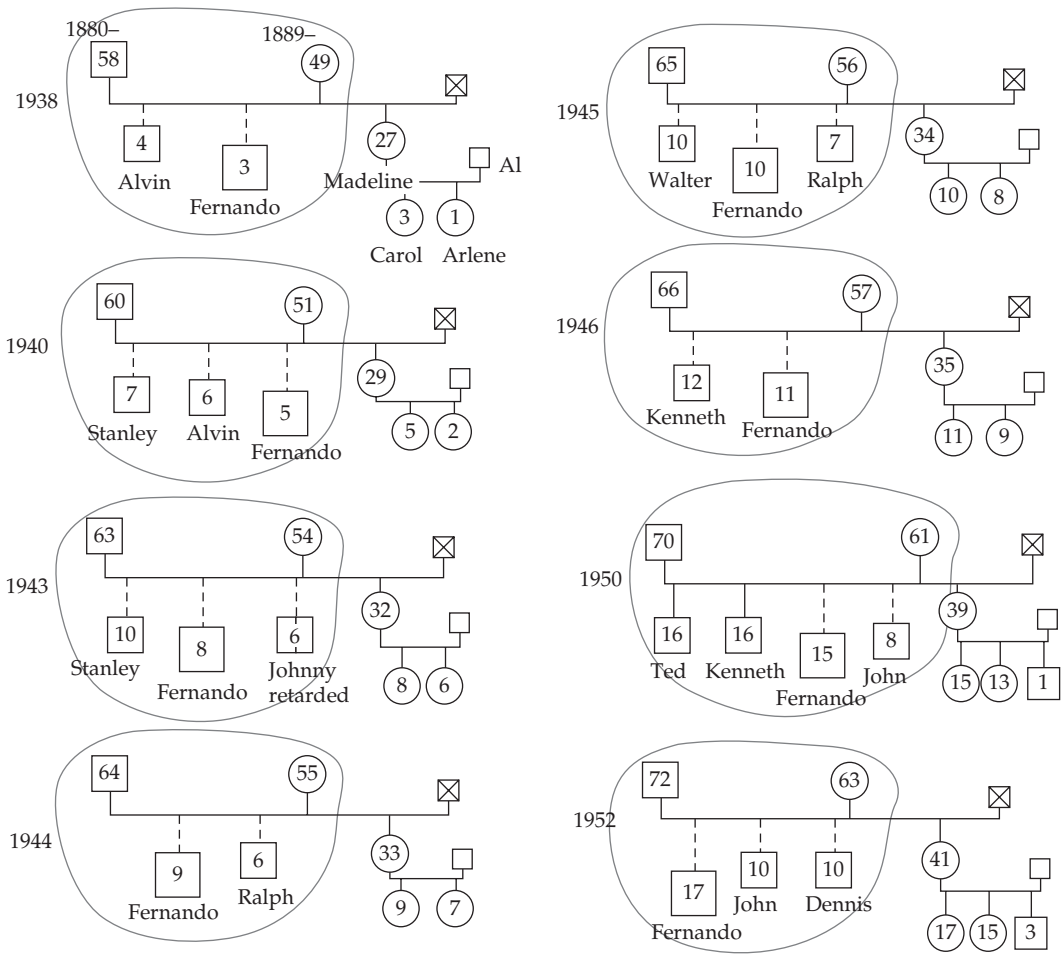 1880–
1889–
58
49
1938
4
3
27
Alvin
Fernando
Madeline
Al
3
1
Carol
Arlene
60
51
1940
29
7
6
5
5
2
Stanley
Alvin
Fernando
63
54
1943
32
10
8
6
8
6
Stanley
Fernando
Johnny
retarded
64
55
1944
33
9
6
9
7
Fernando
Ralph
65
56
1945
34
10
10
7
10
8
Walter
Fernando
Ralph
66
57
1946
35
12
11
11
9
Kenneth
Fernando
70
61
1950
39
16
16
15
8
15
13
1
Ted
Kenneth
Fernando
John
72
63
1952
41
17
10
10
17
15
3
Fernando
John
Dennis